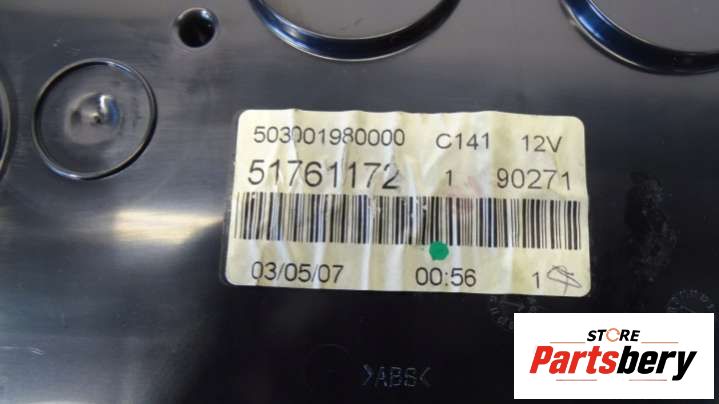 503001980000 C141 12V
51761172 1 90271
03/05/07 00:56 1
>ABS<
STORE
Partsbery